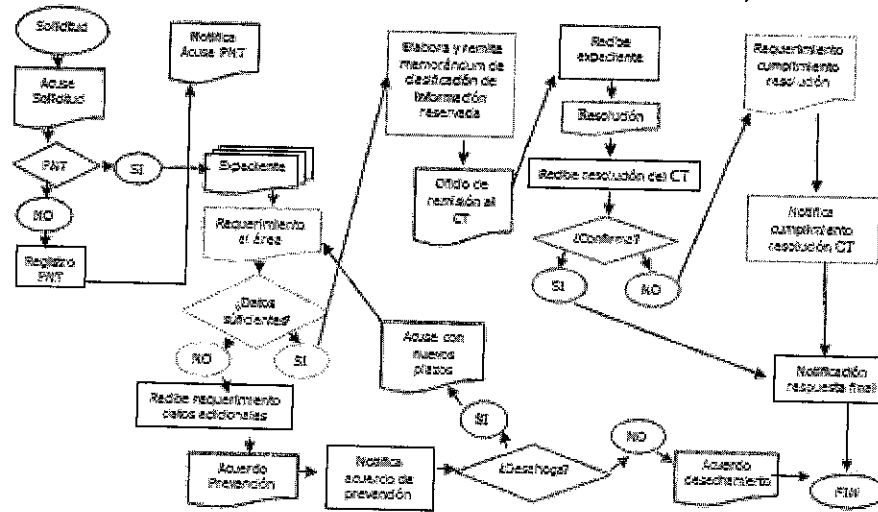 Solicitud
Acuse
Solicitud
PNT
SI
NO
Registro
PNT
Notifica
Acuse PNT
Expediente
Requerimiento
al área
¿Datos
suficientes?
NO
SI
Recibe requerimiento
datos adicionales
Acuerdo
Prevención
Notifica
acuerdo de
prevención
¿Desahoga?
SI
Acuse con
nuevos
plazos
NO
Acuerdo
desechamiento
Elabora y remite
memorándum de
clasificación de
Información
reservada
Oficio de
remisión al
CT
Recibe
expediente
Resolución
Recibe resolución del CT
¿Confirma?
SI
NO
Requerimiento
cumplimiento
resolución
Notifica
cumplimiento
resolución CT
Notificación
respuesta final
FIN